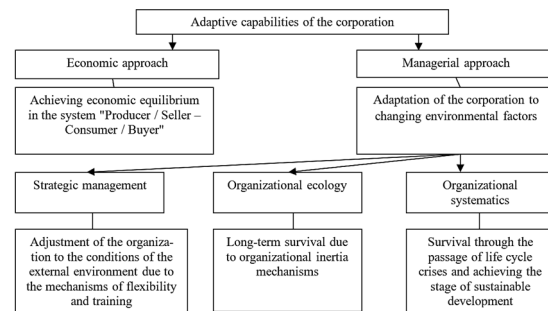 Adaptive capabilities of the corporation
Economic approach
Managerial approach
Achieving economic equilibrium
in the system "Producer / Seller –
Consumer / Buyer"
Adaptation of the corporation to
changing environmental factors
Strategic management
Organizational ecology
Organizational
systematics
Adjustment of the organiza-
tion to the conditions of the
external environment due to
the mechanisms of flexibility
and training
Long-term survival due
to organizational inertia
mechanisms
Survival through the
passage of life cycle
crises and achieving the
stage of sustainable
development